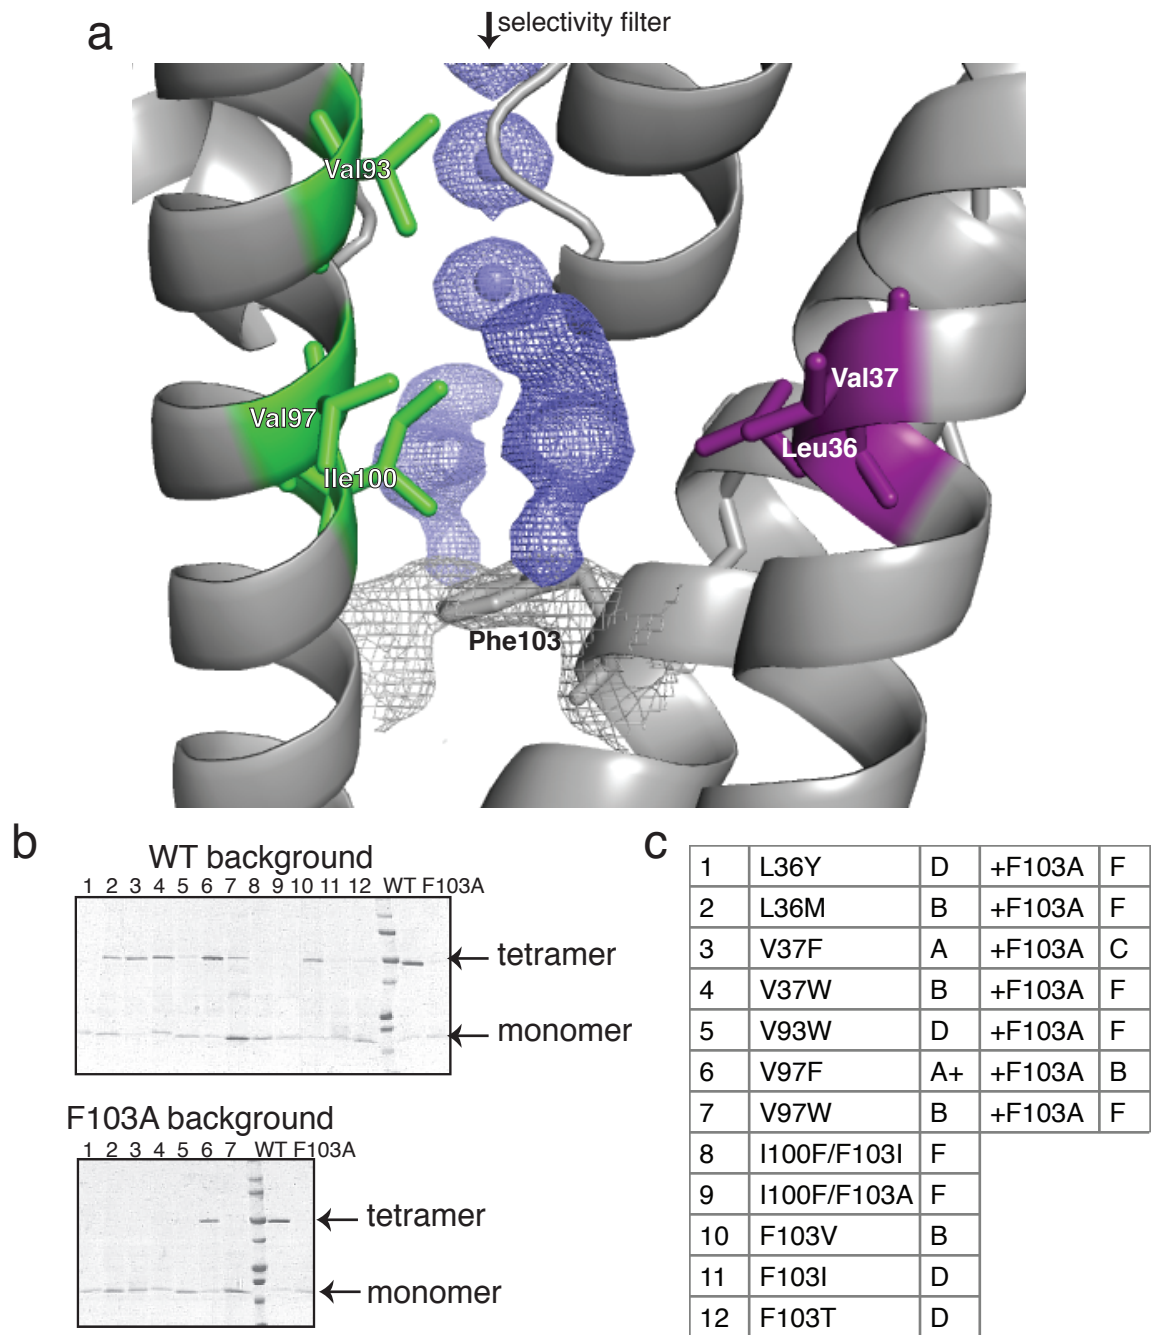 a
selectivity filter
Val93
Val97
Ile100
Val37
Leu36
Phe103
b
WT background
1 2 3 4 5 6 7 8 9 10 11 12 WT F103A
tetramer
monomer
F103A background
1 2 3 4 5 6 7 WT F103A
tetramer
monomer
c
1 L36Y D +F103A F
2 L36M B +F103A F
3 V37F A +F103A C
4 V37W B +F103A F
5 V93W D +F103A F
6 V97F A+ +F103A B
7 V97W B +F103A F
8 I100F/F103I F
9 I100F/F103A F
10 F103V B
11 F103I D
12 F103T D